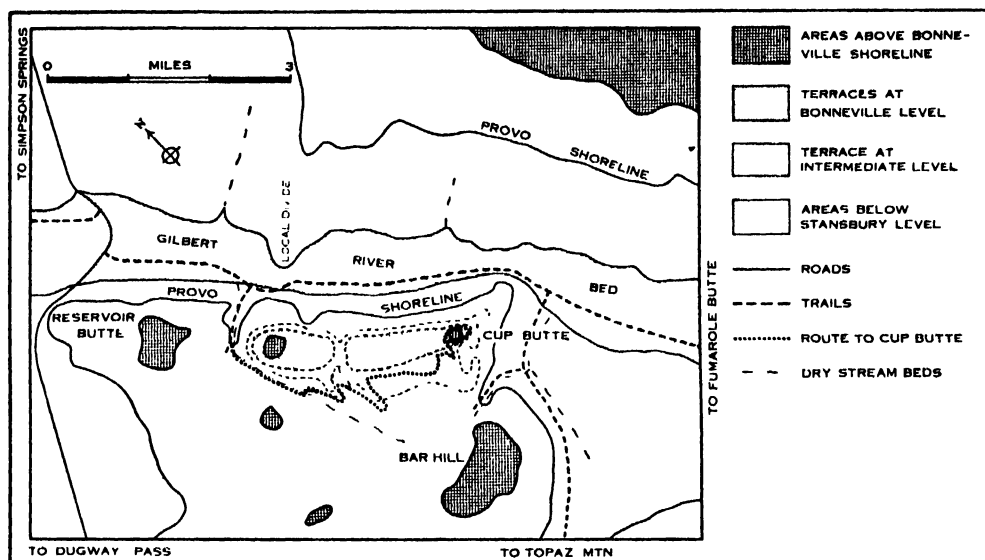 TO SIMPSON SPRINGS
0 MILES 3
N
PROVO
SHORELINE
LOCAL DIVIDE
GILBERT
RIVER
BED
PROVO
SHORELINE
RESERVOIR
BUTTE
CUP BUTTE
BAR HILL
TO FUMAROLE BUTTE
TO DUGWAY PASS
TO TOPAZ MTN
AREAS ABOVE BONNE-
VILLE SHORELINE
TERRACES AT
BONNEVILLE LEVEL
TERRACE AT
INTERMEDIATE LEVEL
AREAS BELOW
STANSBURY LEVEL
ROADS
TRAILS
ROUTE TO CUP BUTTE
DRY STREAM BEDS